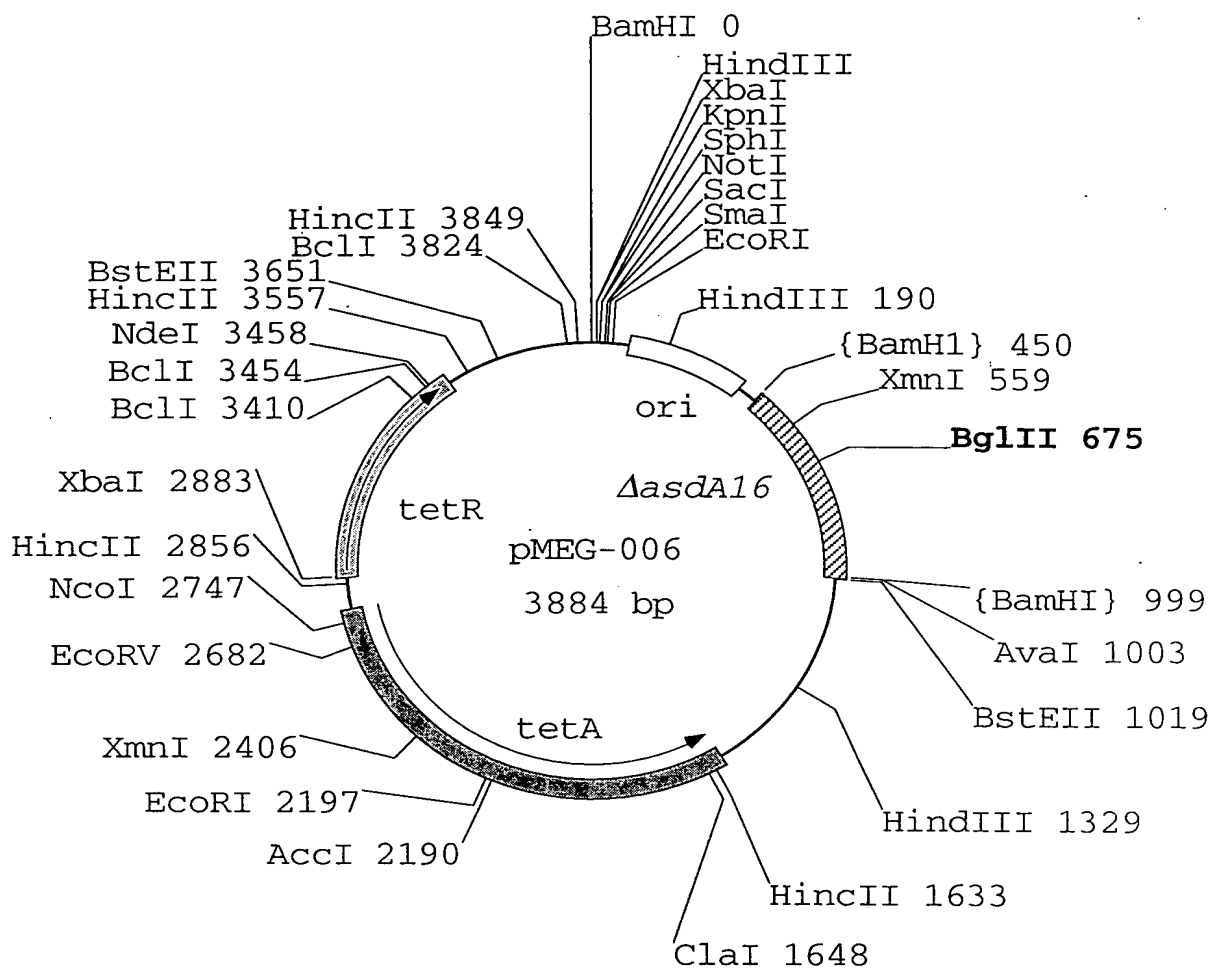 BamHI 0
HindIII
XbaI
KpnI
SphI
NotI
SacI
SmaI
EcoRI
HincII 3849
BclI 3824
BstEII 3651
HincII 3557
NdeI 3458
BclI 3454
BclI 3410
HindIII 190
{BamH1} 450
XmnI 559
BglII 675
ori
ΔasdA16
tetR
pMEG-006
3884 bp
XbaI 2883
HincII 2856
NcoI 2747
EcoRV 2682
{BamHI} 999
AvaI 1003
BstEII 1019
tetA
XmnI 2406
EcoRI 2197
AccI 2190
HindIII 1329
HincII 1633
ClaI 1648